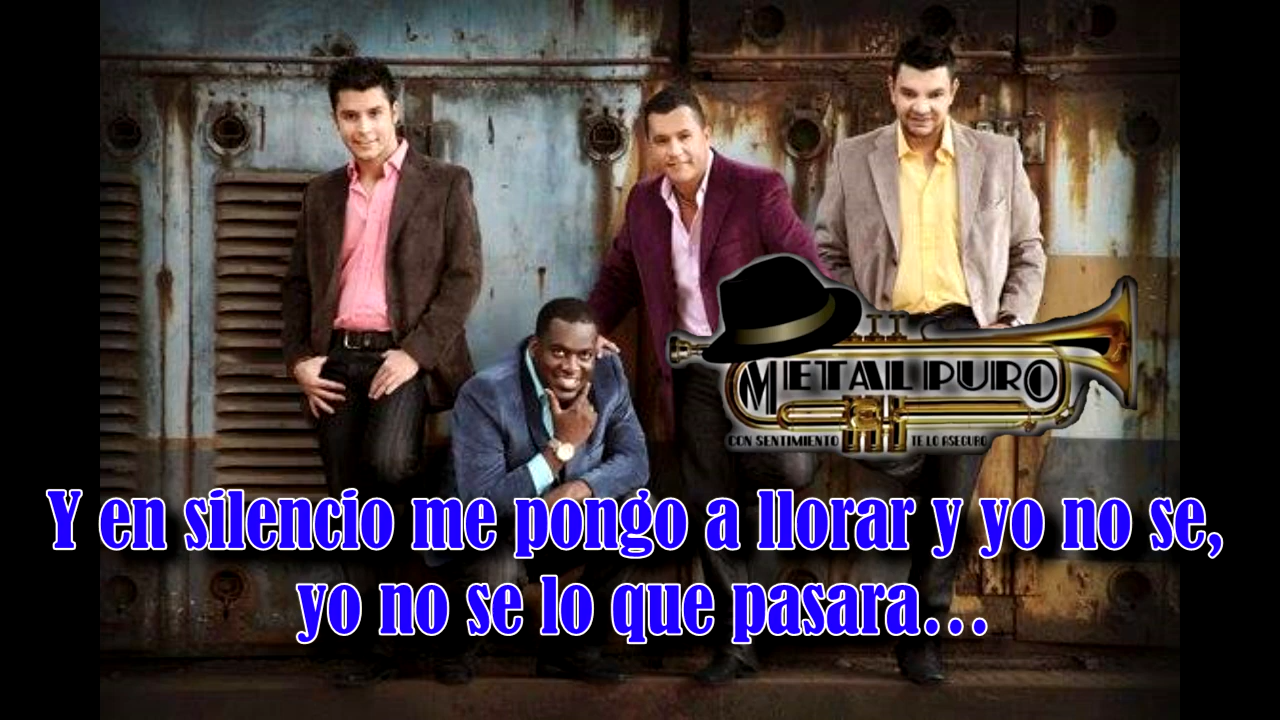 METAL PURO
CON SENTIMIENTO TE LO ASEGURO
Y en silencio me pongo a llorar y yo no se,
yo no se lo que pasara...